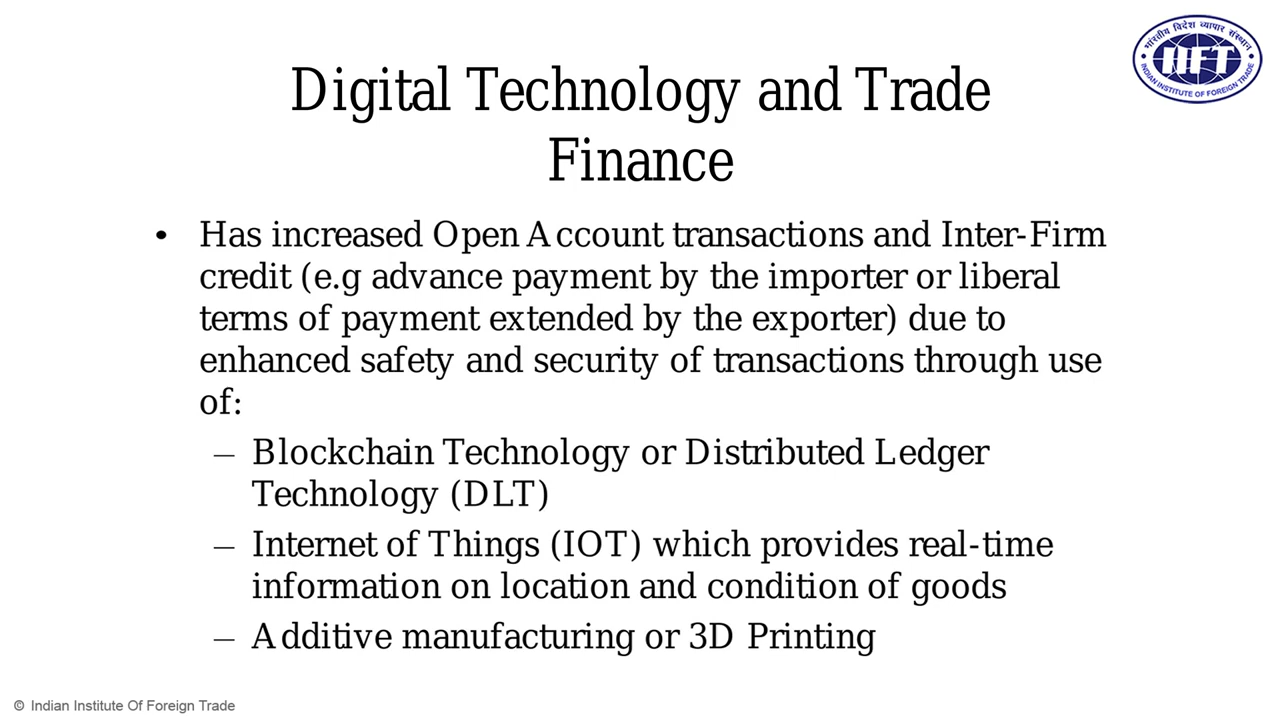 भारतीय विदेश व्यापार संस्थान
IIFT
INDIAN INSTITUTE OF FOREIGN TRADE
Digital Technology and Trade
Finance
• Has increased Open Account transactions and Inter-Firm
credit (e.g advance payment by the importer or liberal
terms of payment extended by the exporter) due to
enhanced safety and security of transactions through use
of:
– Blockchain Technology or Distributed Ledger
Technology (DLT)
– Internet of Things (IOT) which provides real-time
information on location and condition of goods
– Additive manufacturing or 3D Printing
© Indian Institute Of Foreign Trade